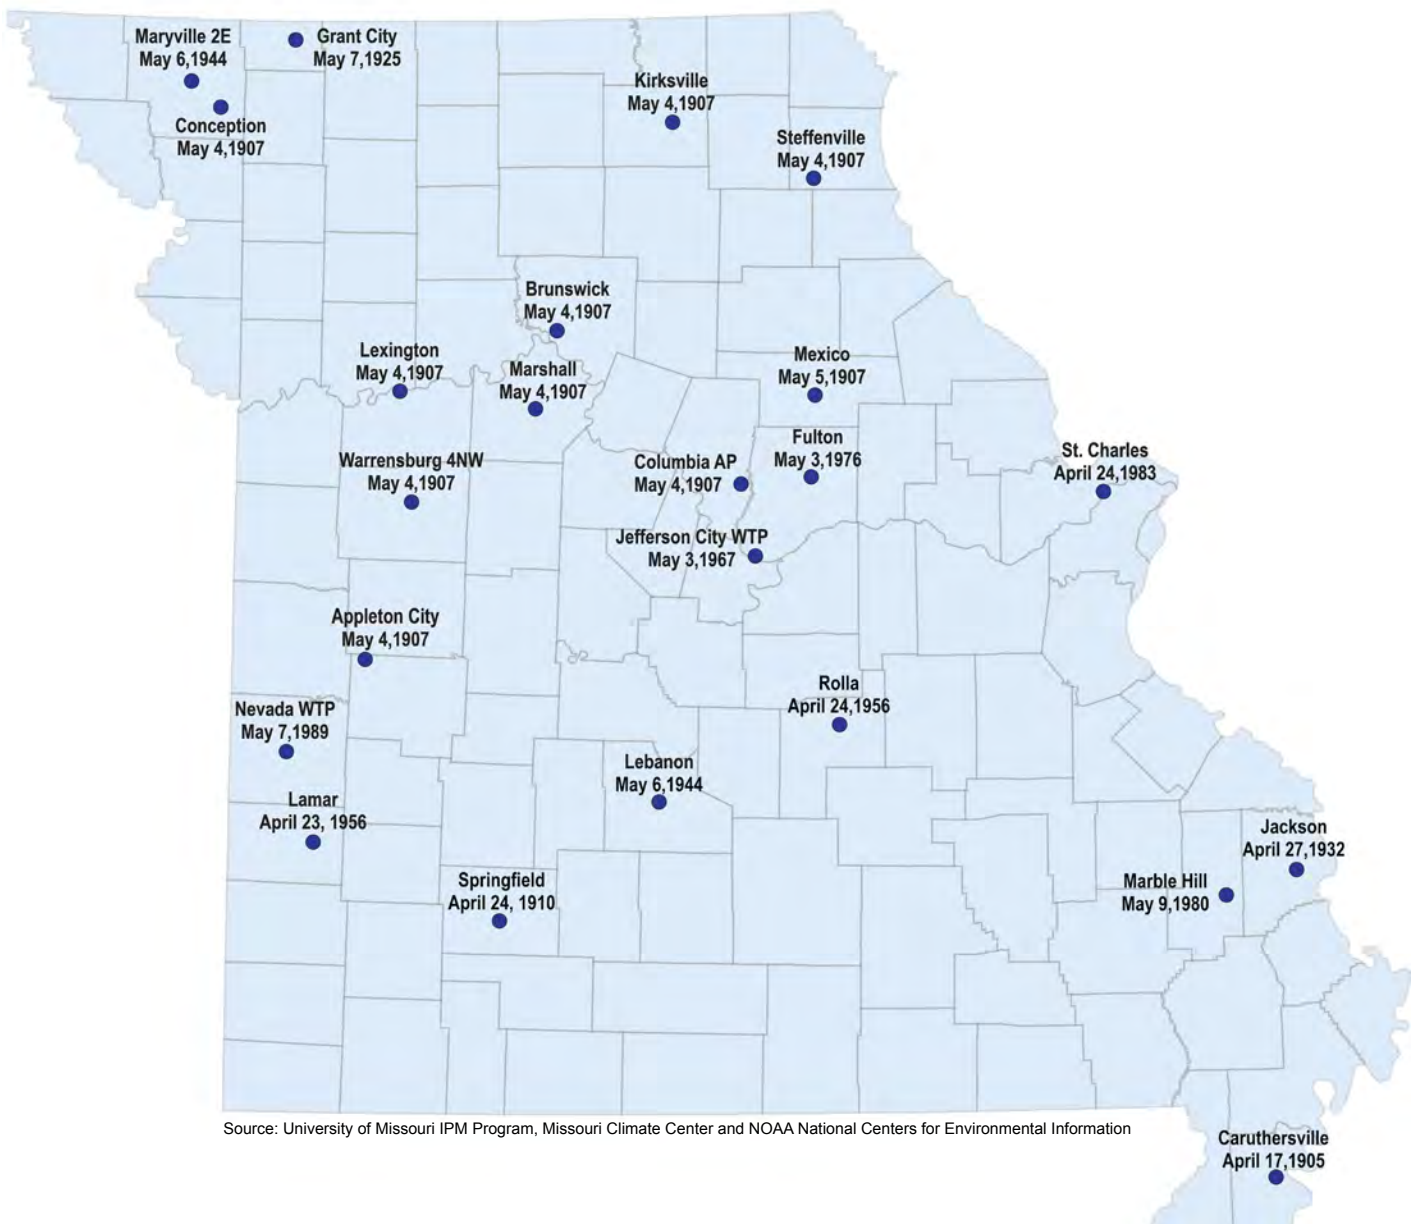 Maryville 2E
May 6,1944
Grant City
May 7,1925
Conception
May 4,1907
Kirksville
May 4,1907
Steffenville
May 4,1907
Brunswick
May 4,1907
Lexington
May 4,1907
Marshall
May 4,1907
Mexico
May 5,1907
Warrensburg 4NW
May 4,1907
Columbia AP
May 4,1907
Fulton
May 3,1976
St. Charles
April 24,1983
Jefferson City WTP
May 3,1967
Appleton City
May 4,1907
Nevada WTP
May 7,1989
Rolla
April 24,1956
Lebanon
May 6,1944
Lamar
April 23, 1956
Springfield
April 24, 1910
Jackson
April 27,1932
Marble Hill
May 9,1980
Source: University of Missouri IPM Program, Missouri Climate Center and NOAA National Centers for Environmental Information
Caruthersville
April 17,1905